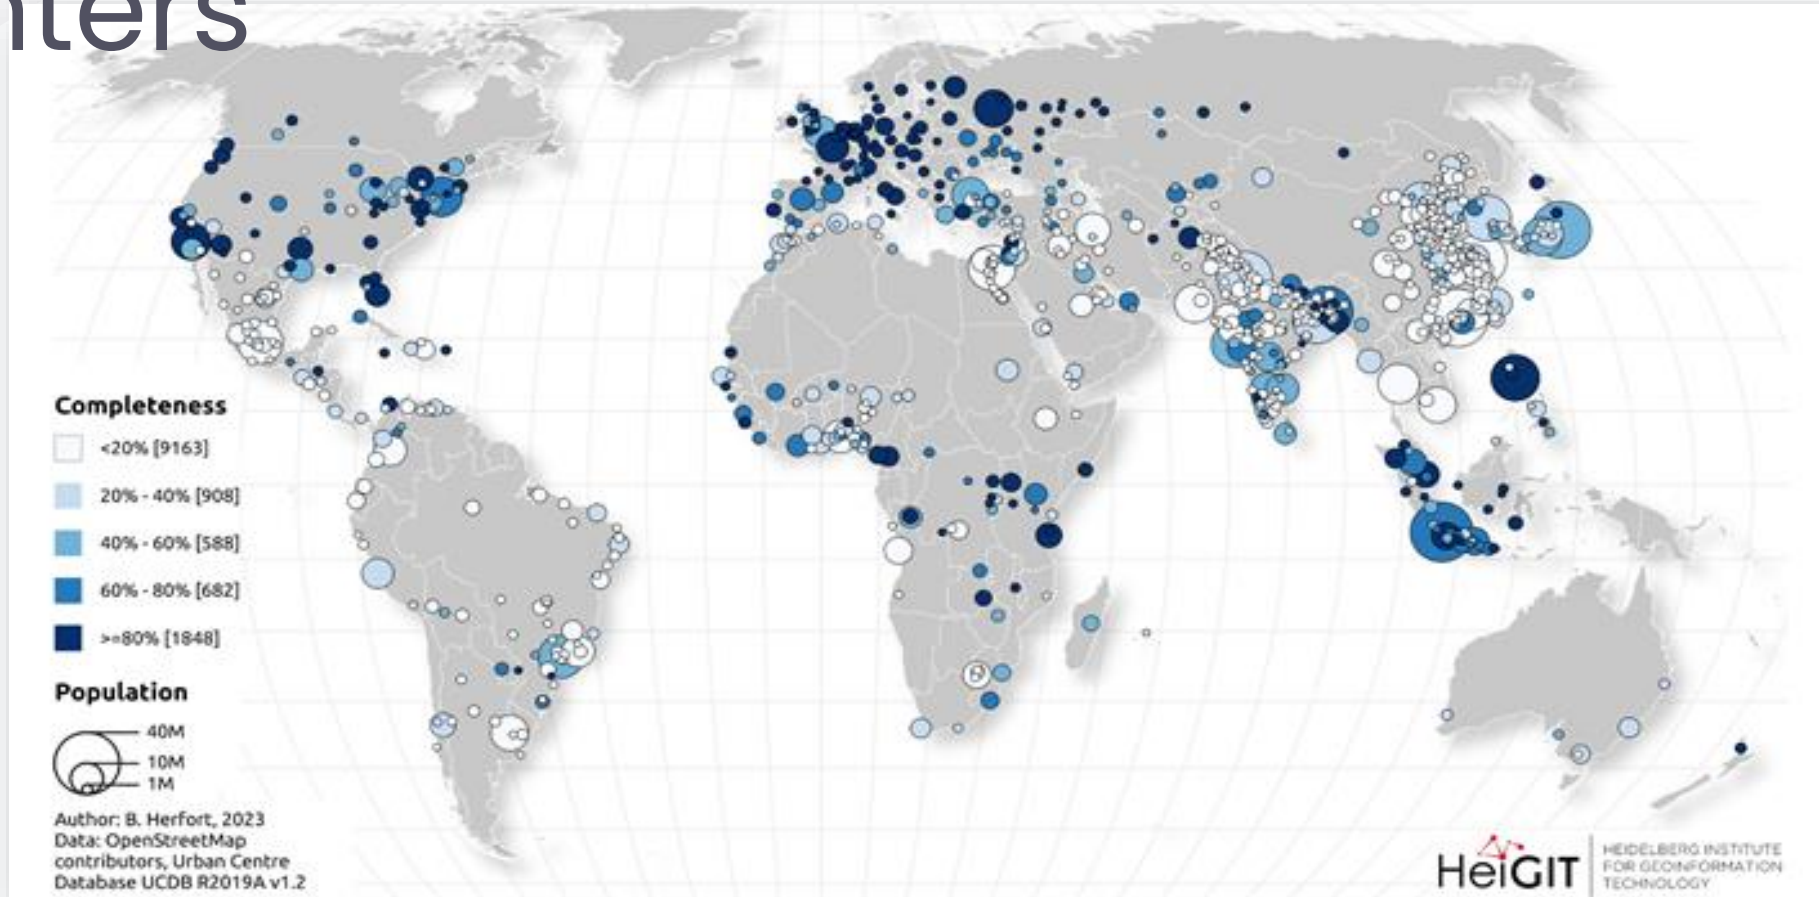 nters
Completeness
<20% [9163]
20% - 40% [908]
40% - 60% [588]
60% - 80% [682]
>=80% [1848]
Population
40M
10M
1M
Author: B. Herfort, 2023
Data: OpenStreetMap
contributors, Urban Centre
Database UCDB R2019A v1.2
HeiGIT
HEIDELBERG INSTITUTE
FOR GEOINFORMATION
TECHNOLOGY